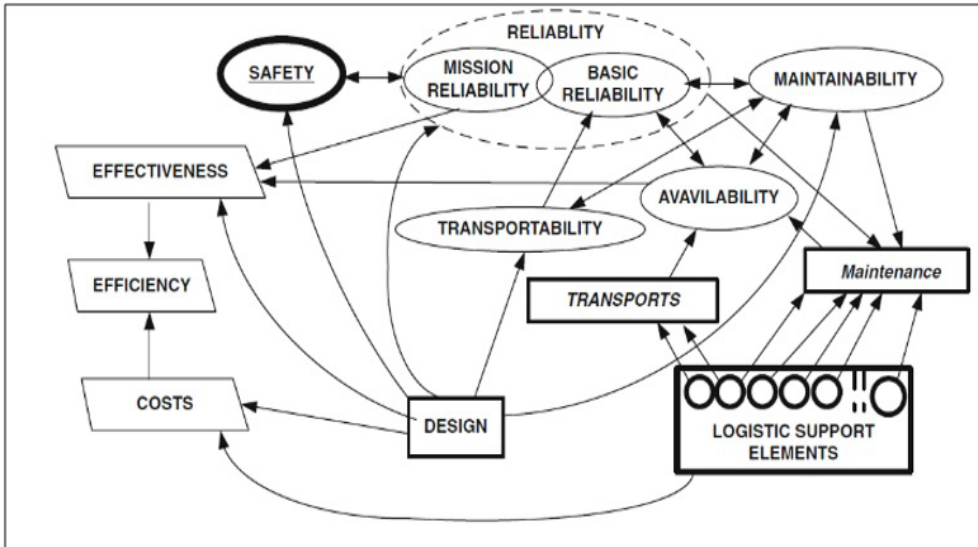 RELIABLITY
SAFETY
MISSION
RELIABILITY
BASIC
RELIABILITY
MAINTAINABILITY
EFFECTIVENESS
AVAVILABILITY
TRANSPORTABILITY
EFFICIENCY
TRANSPORTS
Maintenance
COSTS
DESIGN
LOGISTIC SUPPORT
ELEMENTS